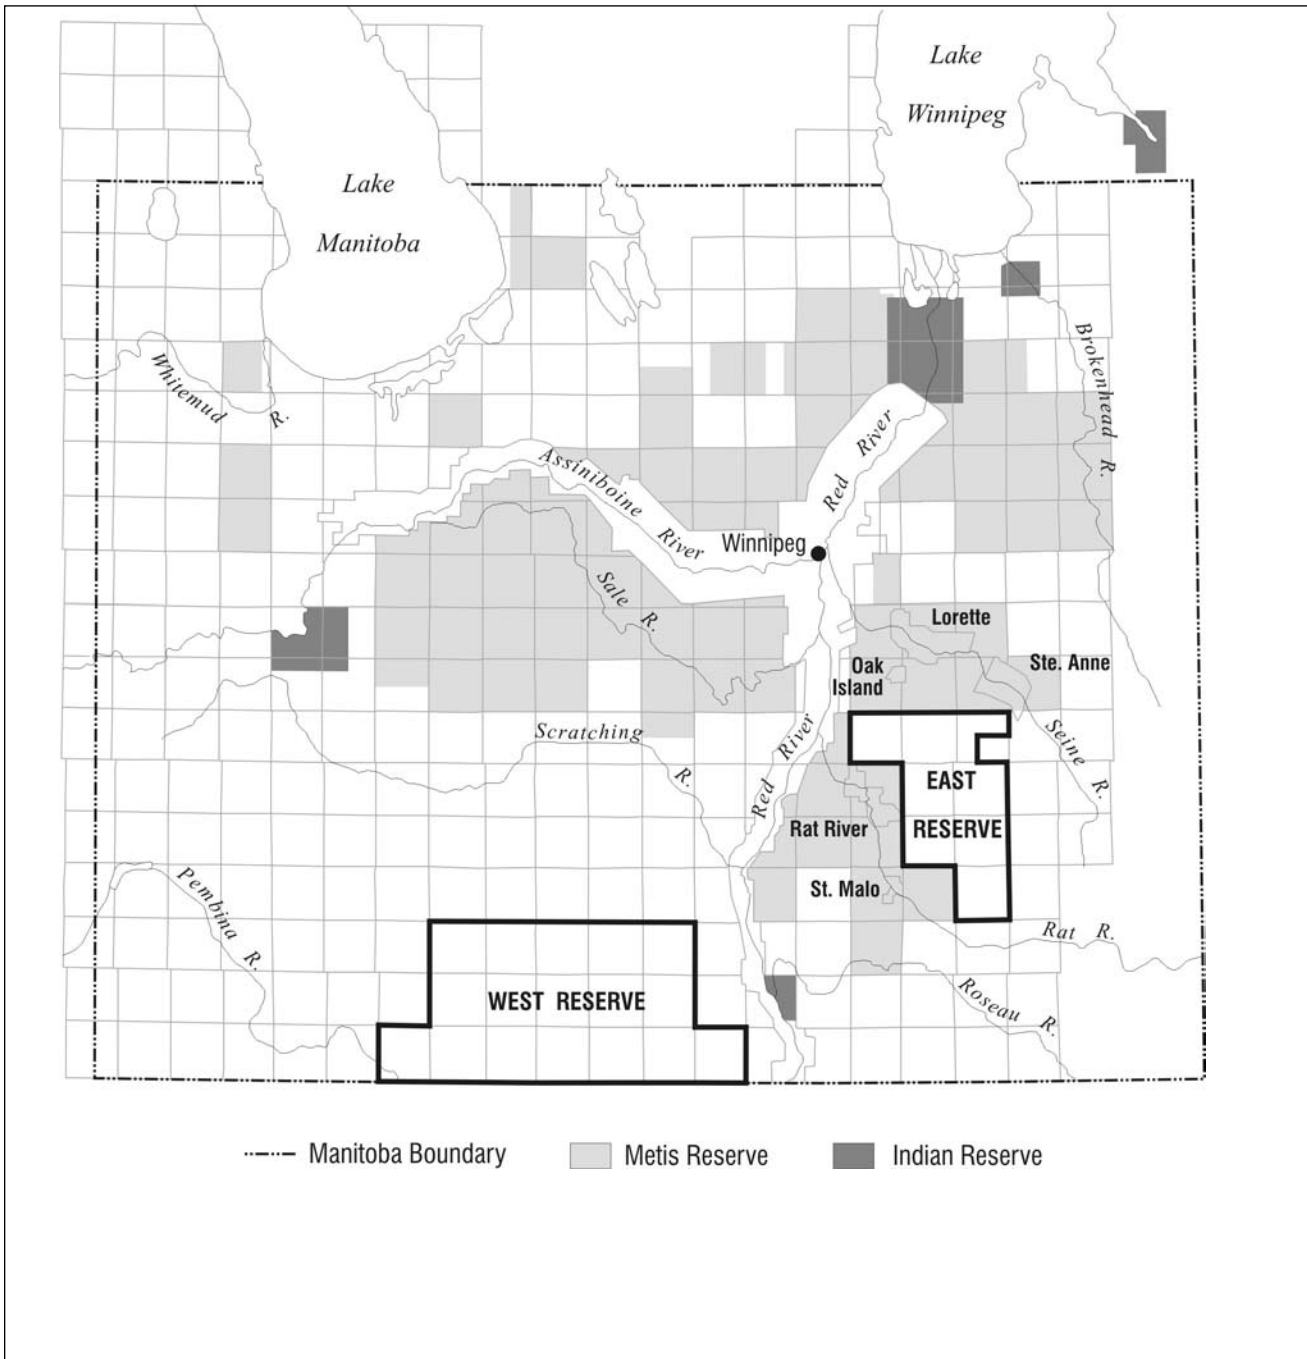 Lake
Winnipeg
Lake
Manitoba
Whitemud R.
Brokenhead R.
Assiniboine River
Red River
Winnipeg
Sale R.
Lorette
Oak
Island
Ste. Anne
Scratching R.
Red River
Seine R.
EAST
RESERVE
Rat River
St. Malo
Pembina R.
Rat R.
WEST RESERVE
Roseau R.
Manitoba Boundary
Metis Reserve
Indian Reserve